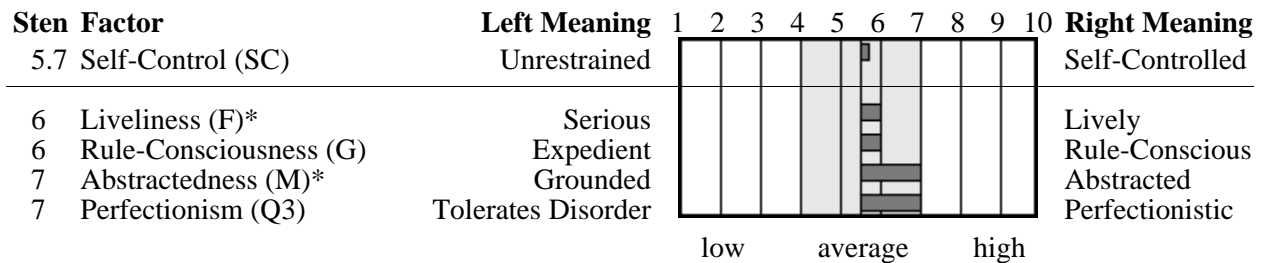 Sten Factor Left Meaning 1 2 3 4 5 6 7 8 9 10 Right Meaning
5.7 Self-Control (SC) Unrestrained Self-Controlled
6 Liveliness (F)* Serious Lively
6 Rule-Consciousness (G) Expedient Rule-Conscious
7 Abstractedness (M)* Grounded Abstracted
7 Perfectionism (Q3) Tolerates Disorder Perfectionistic
low average high